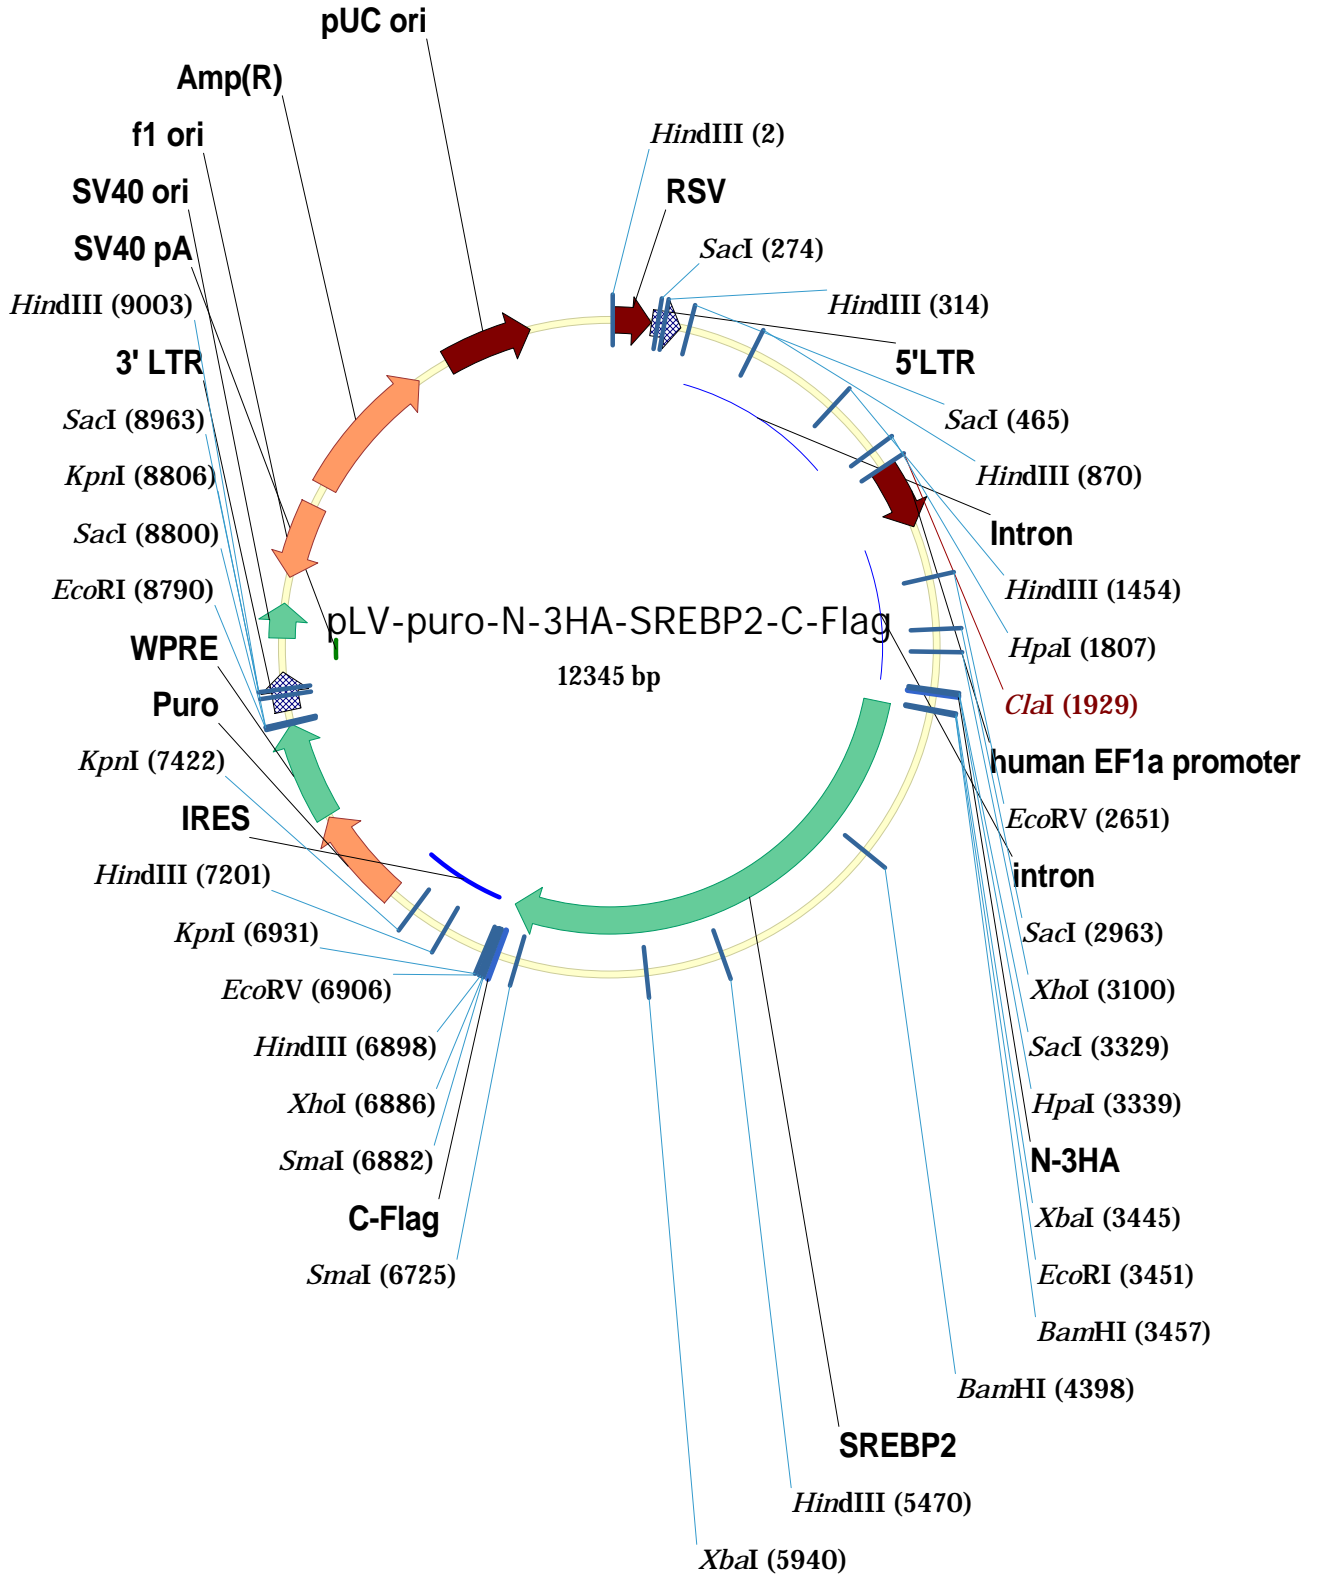 pUC ori
Amp(R)
f1 ori
SV40 ori
SV40 pA
HindIII (9003)
3' LTR
SacI (8963)
KpnI (8806)
SacI (8800)
EcoRI (8790)
WPRE
Puro
KpnI (7422)
IRES
HindIII (7201)
KpnI (6931)
EcoRV (6906)
HindIII (6898)
XhoI (6886)
SmaI (6882)
C-Flag
SmaI (6725)
pLV-puro-N-3HA-SREBP2-C-Flag
12345 bp
HindIII (2)
RSV
SacI (274)
HindIII (314)
5'LTR
SacI (465)
HindIII (870)
Intron
HindIII (1454)
HpaI (1807)
ClaI (1929)
human EF1a promoter
EcoRV (2651)
intron
SacI (2963)
XhoI (3100)
SacI (3329)
HpaI (3339)
N-3HA
XbaI (3445)
EcoRI (3451)
BamHI (3457)
BamHI (4398)
SREBP2
HindIII (5470)
XbaI (5940)